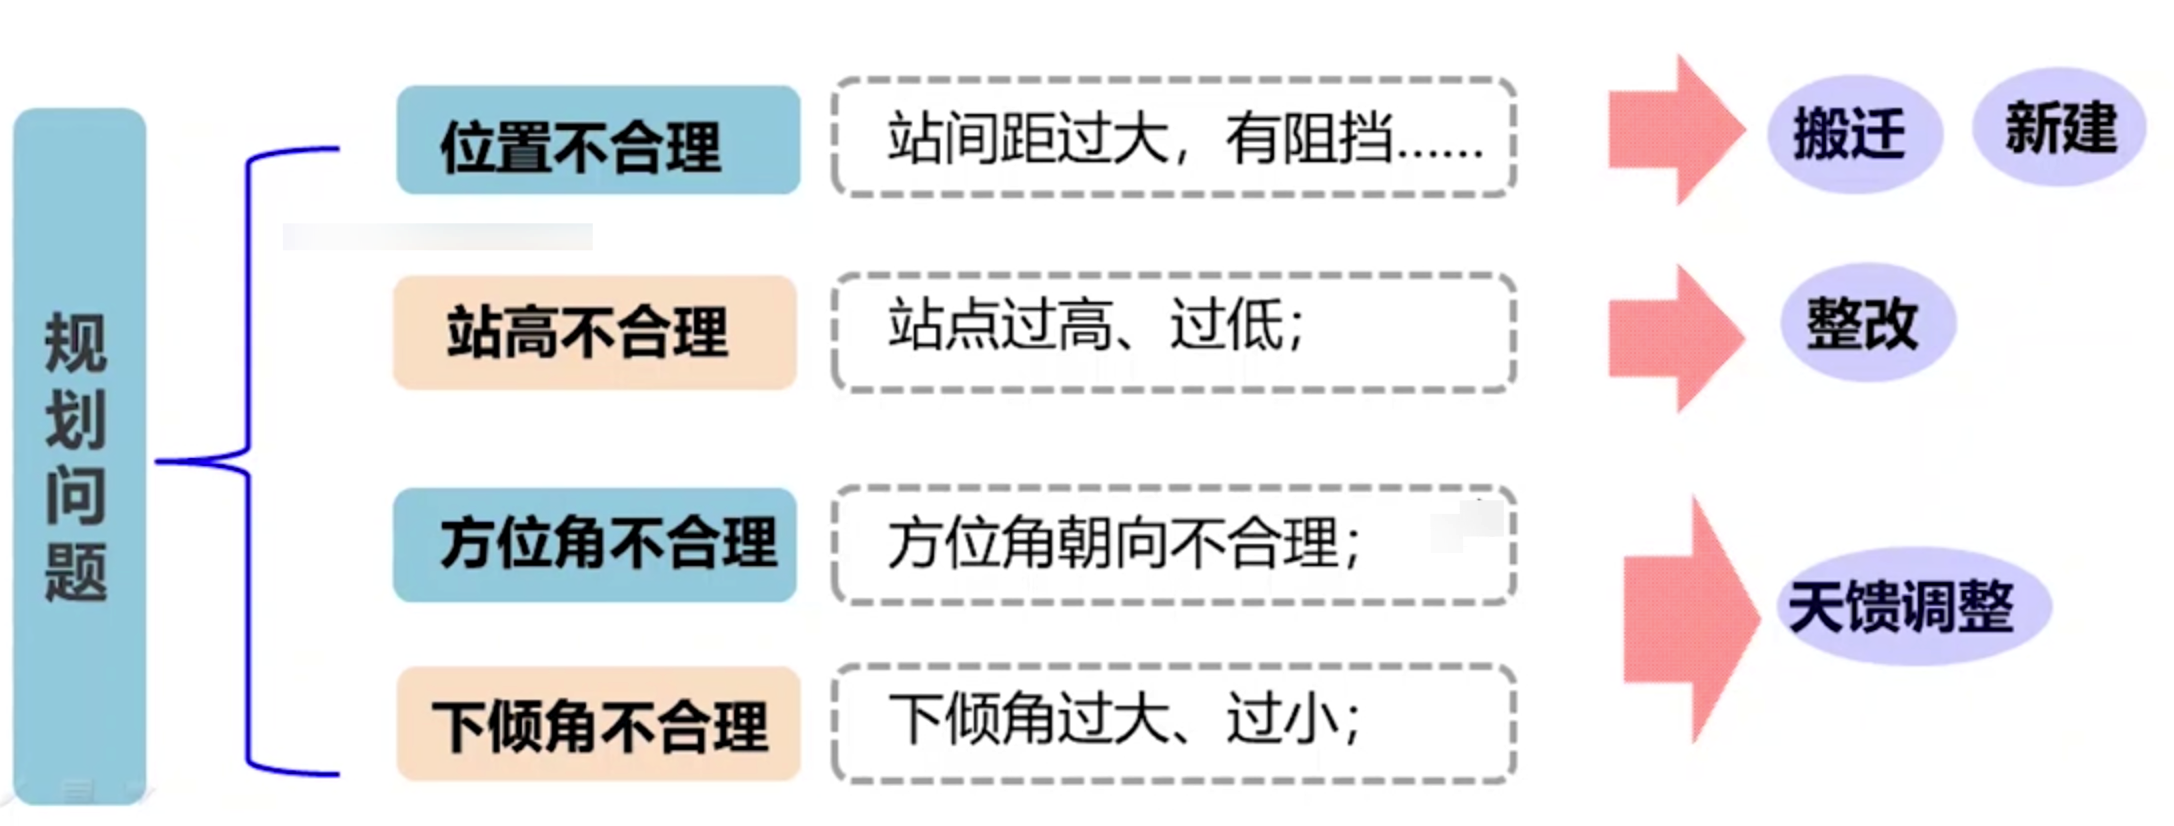 规划问题
位置不合理
站间距过大，有阻挡……
搬迁
新建
站高不合理
站点过高、过低；
整改
方位角不合理
方位角朝向不合理；
天馈调整
下倾角不合理
下倾角过大、过小；